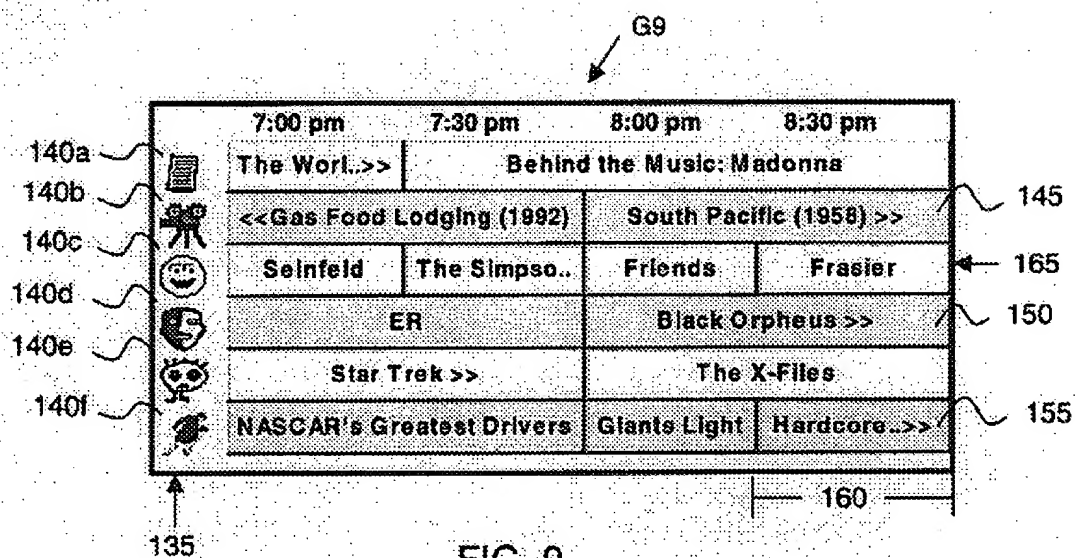 G9
7:00 pm 7:30 pm 8:00 pm 8:30 pm
140a The Worl..>> Behind the Music: Madonna
140b <<Gas Food Lodging (1992) South Pacific (1958) >> 145
140c Seinfeld The Simpso.. Friends Frasier 165
140d ER Black Orpheus >> 150
140e Star Trek >> The X-Files
140f NASCAR's Greatest Drivers Giants Light Hardcore..>> 155
160
135
FIG. 9